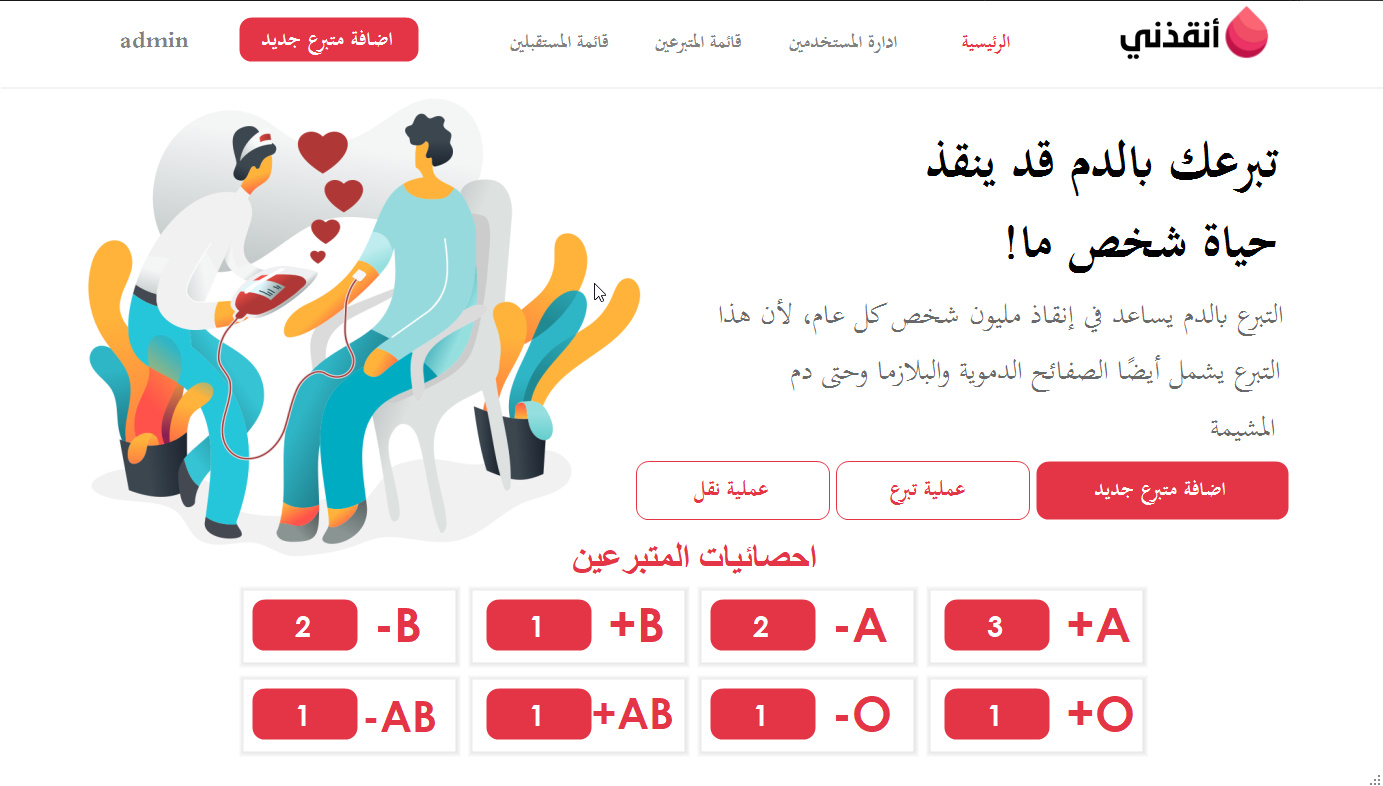 أنقذني
الرئيسية
ادارة المستخدمين
قائمة المتبرعين
قائمة المستقبلين
اضافة متبرع جديد
admin
تبرعك بالدم قد ينقذ
حياة شخص ما!
التبرع بالدم يساعد في إنقاذ مليون شخص كل عام، لأن هذا
التبرع يشمل أيضًا الصفائح الدموية والبلازما وحتى دم
المشيمة
اضافة متبرع جديد
عملية تبرع
عملية نقل
احصائيات المتبرعين
+A
3
-A
2
+B
1
-B
2
+O
1
-O
1
+AB
1
-AB
1